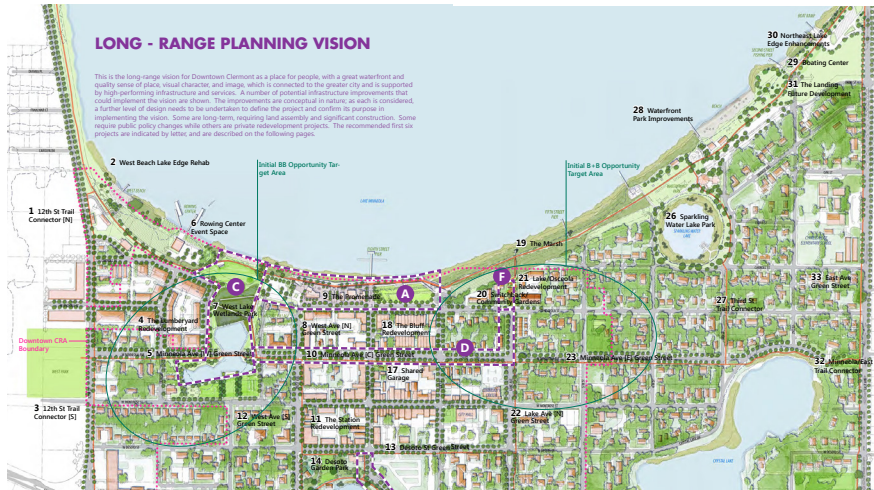 LONG - RANGE PLANNING VISION
This is the long-range vision for Downtown Clermont as a place for people, with a great waterfront and
quality sense of place, visual character, and image, which is connected to the greater city and is supported
by high-performing infrastructure and services. A number of potential infrastructure improvements that
could implement the vision are shown. The improvements are conceptual in nature; as each is considered,
a further level of design needs to be undertaken to define the project and confirm its purpose in
implementing the vision. Some are long-term, requiring land assembly and significant construction. Some
require public policy changes while others are private redevelopment projects. The recommended first six
projects are indicated by letter, and are described on the following pages.
30 Northeast Lake
Edge Enhancements
29 Boating Center
31 The Landing
Future Development
28 Waterfront
Park Improvements
2 West Beach Lake Edge Rehab
Initial BB Opportunity Tar-
get Area
Initial B+B Opportunity
Target Area
1 12th St Trail
Connector [N]
6 Rowing Center
Event Space
26 Sparkling
Water Lake Park
19 The Marsh
C
9 The Promenade
A
F
21 Lake/Osceola
Redevelopment
20 Switchback/
Gardens
33 East Ave
Green Street
7 West Lake
Wetlands Park
27 Third St
Trail Connector
4 The Lumberyard
Redevelopment
8 West Ave [N]
Green Street
18 The Bluff
Redevelopment
Downtown CRA
Boundary
5 Minneola Ave [W] Green Street
10 Minneola Ave [C] Green Street
D
23 Minneola Ave [E] Green Street
32 Minneola/East
Trail Connector
17 Shared
Garage
3 12th St Trail
Connector [S]
12 West Ave [S]
Green Street
11 The Station
Redevelopment
22 Lake Ave [N]
Green Street
13 Desoto St Green Street
14 Desoto
Garden Park